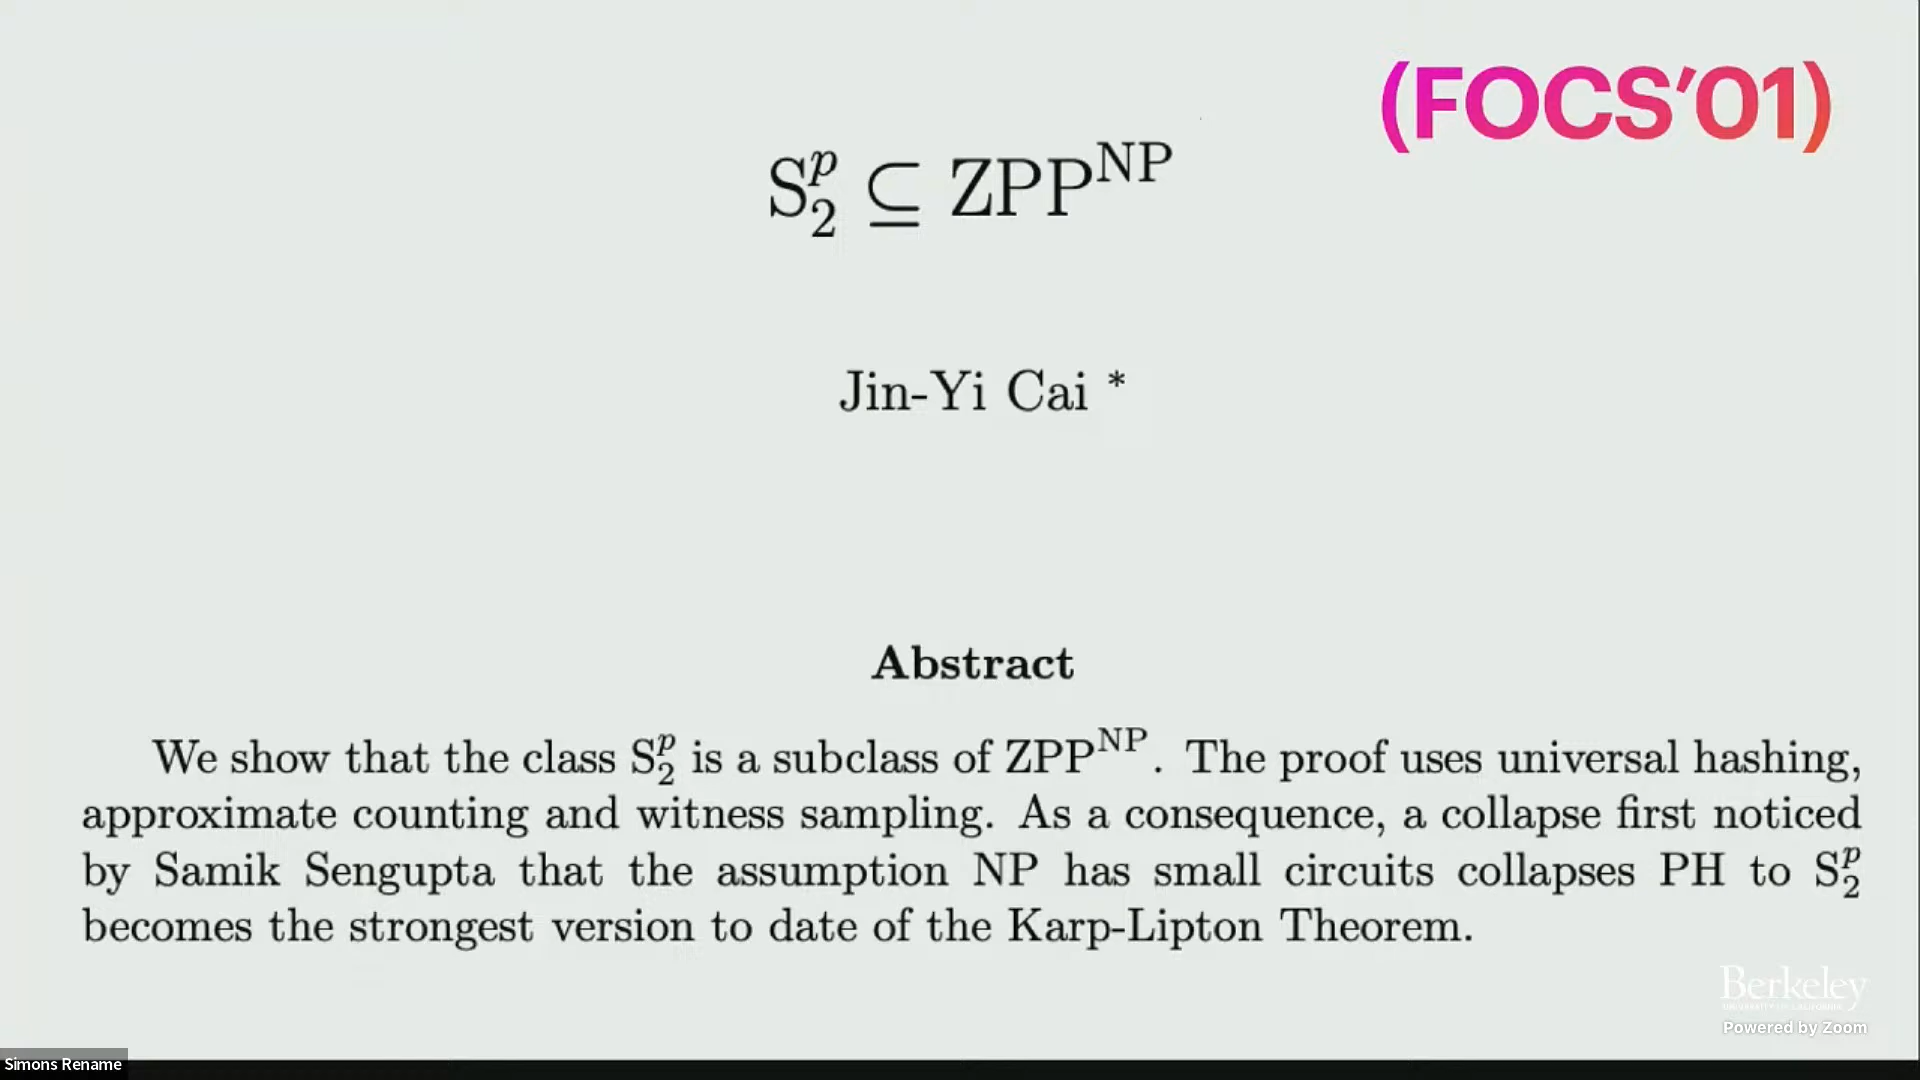 (FOCS'01)
S₂ᵖ ⊆ ZPPᴺᴾ
Jin-Yi Cai *
Abstract
We show that the class S₂ᵖ is a subclass of ZPPᴺᴾ. The proof uses universal hashing,
approximate counting and witness sampling. As a consequence, a collapse first noticed
by Samik Sengupta that the assumption NP has small circuits collapses PH to S₂ᵖ
becomes the strongest version to date of the Karp-Lipton Theorem.
Berkeley
UNIVERSITY OF CALIFORNIA
Powered by Zoom
Simons Rename